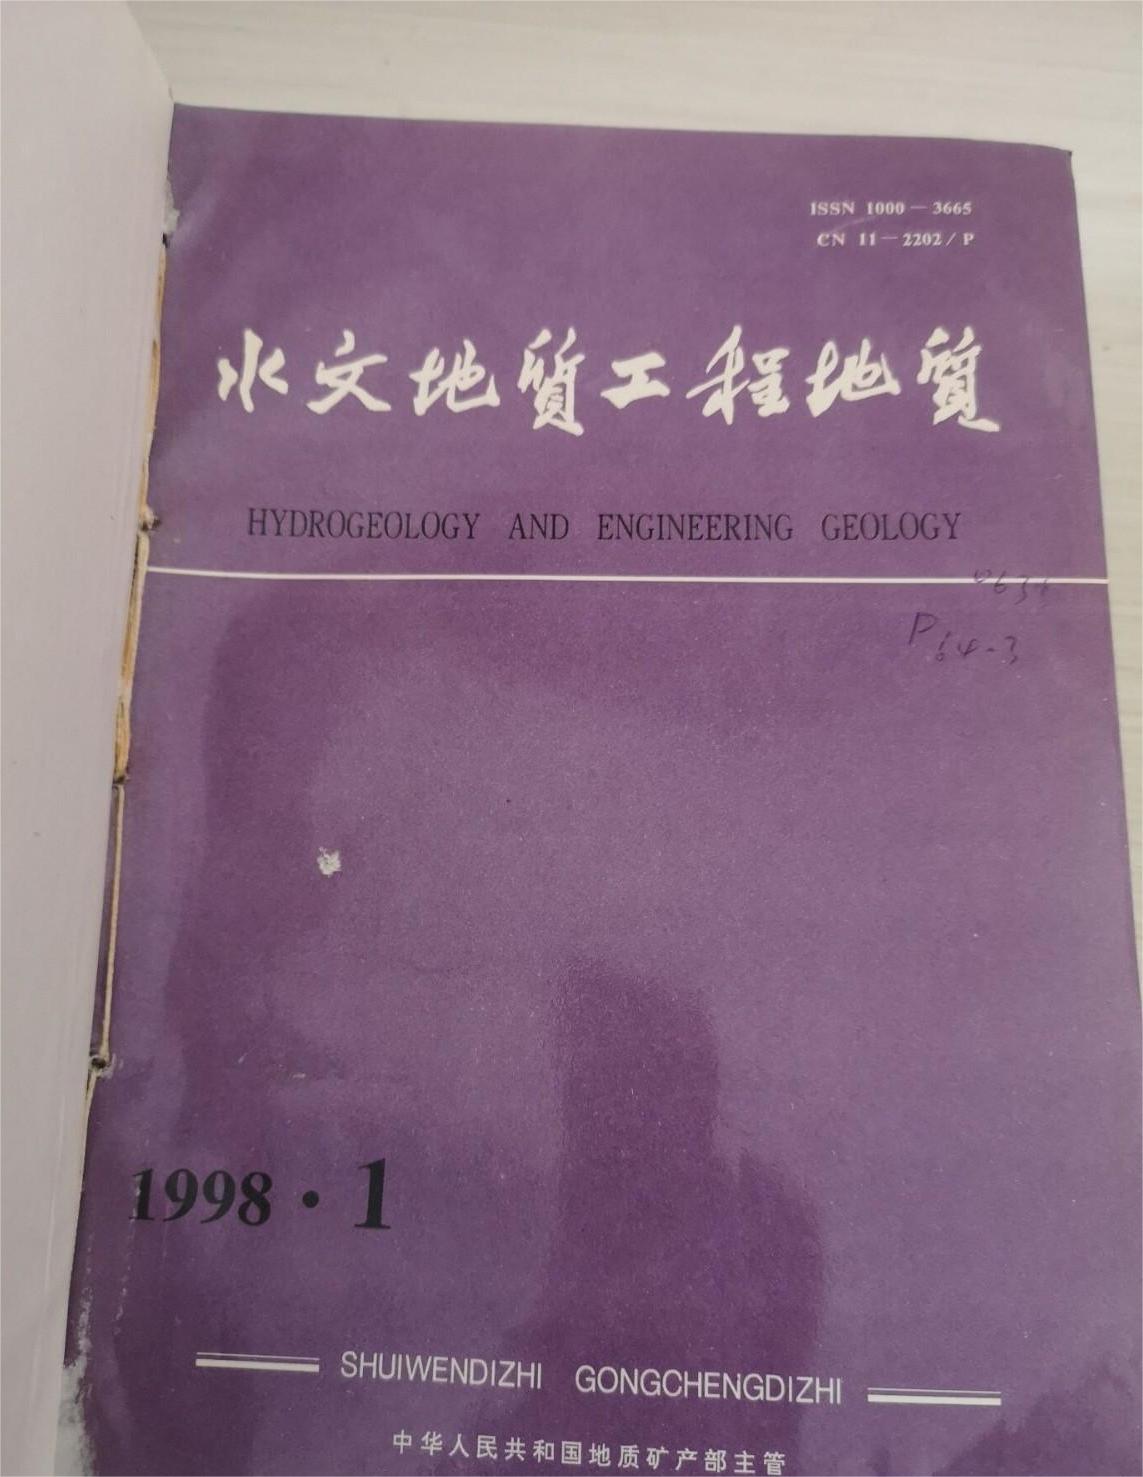 ISSN 1000—3665
CN 11—2202/P
水文地質工程地質
HYDROGEOLOGY AND ENGINEERING GEOLOGY
P64-3
1998·1
SHUIWENDIZHI GONGCHENGDIZHI
中华人民共和国地质矿产部主管